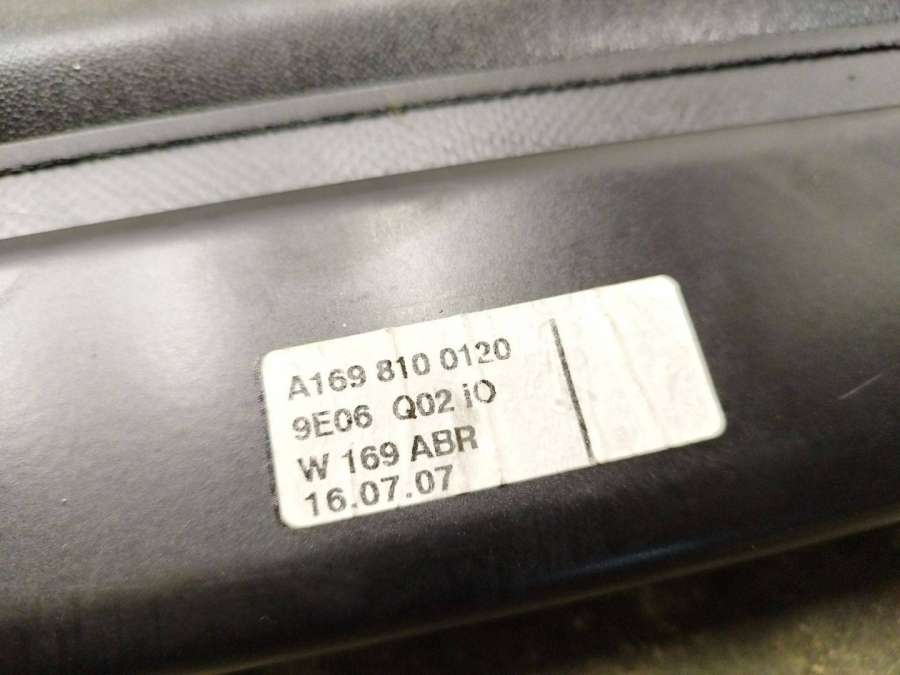 A169 810 0120
9E06 Q02 iO
W 169 ABR
16.07.07